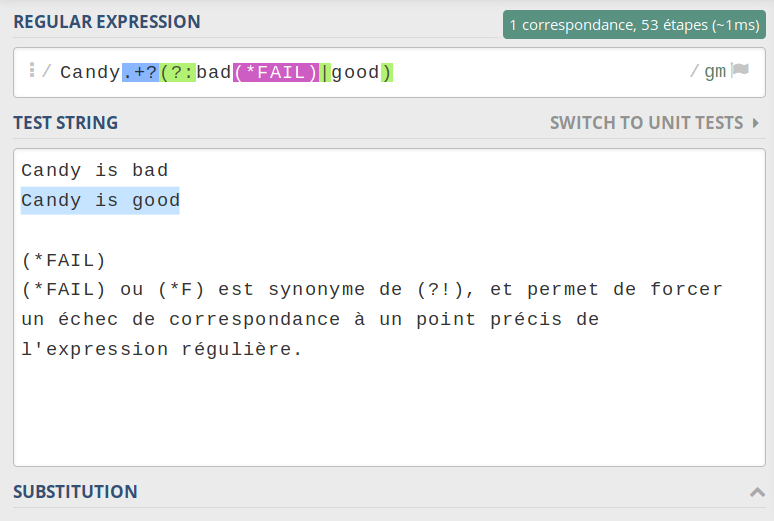 REGULAR EXPRESSION
1 correspondance, 53 étapes (~1ms)
/ Candy.+?(?:bad(*FAIL)|good) / gm
TEST STRING
SWITCH TO UNIT TESTS
Candy is bad
Candy is good
(*FAIL)
(*FAIL) ou (*F) est synonyme de (?!), et permet de forcer
un échec de correspondance à un point précis de
l'expression régulière.
SUBSTITUTION